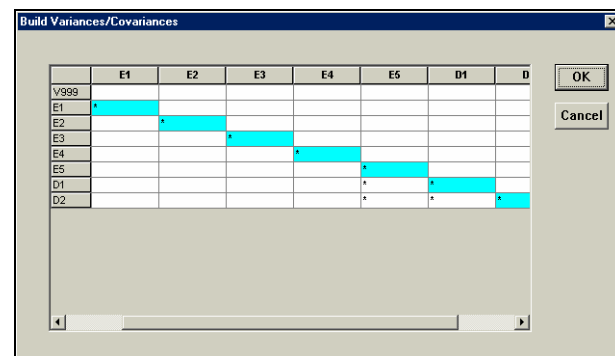 Build Variances/Covariances
E1 E2 E3 E4 E5 D1 D
V999
E1 *
E2 *
E3 *
E4 *
E5 *
D1 * *
D2 * * *
OK
Cancel